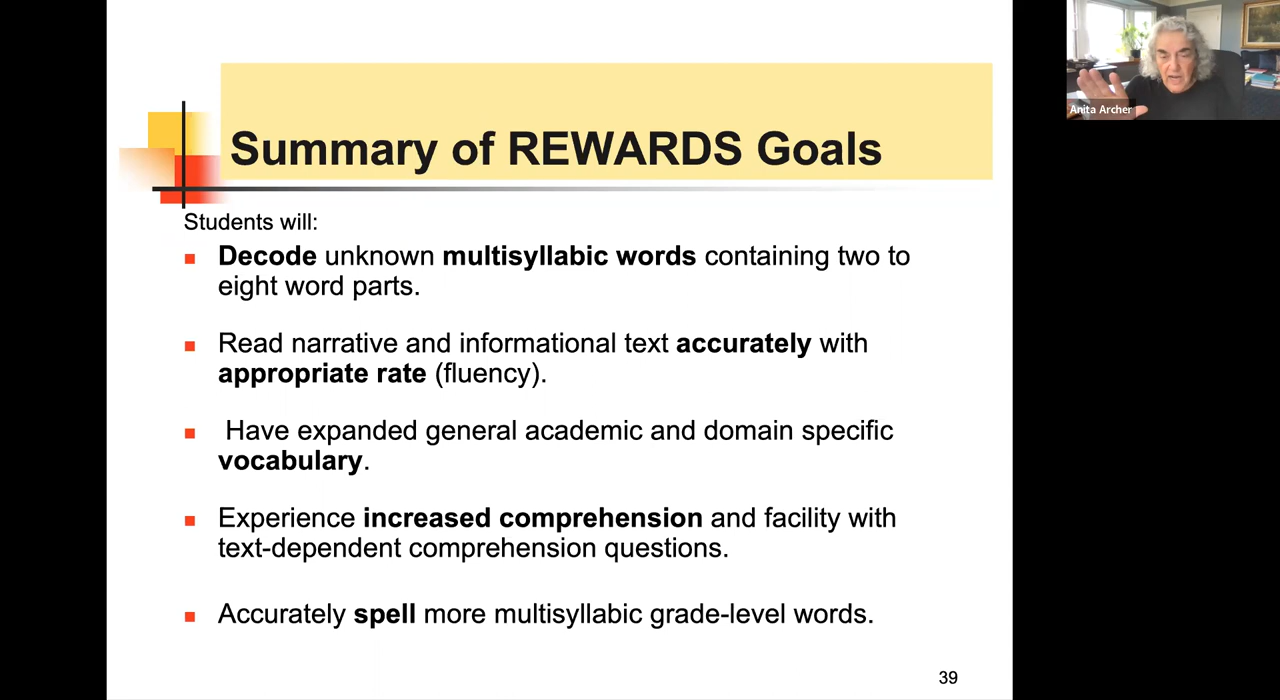 Anita Archer
Summary of REWARDS Goals
Students will:
Decode unknown multisyllabic words containing two to
eight word parts.
Read narrative and informational text accurately with
appropriate rate (fluency).
Have expanded general academic and domain specific
vocabulary.
Experience increased comprehension and facility with
text-dependent comprehension questions.
Accurately spell more multisyllabic grade-level words.
39